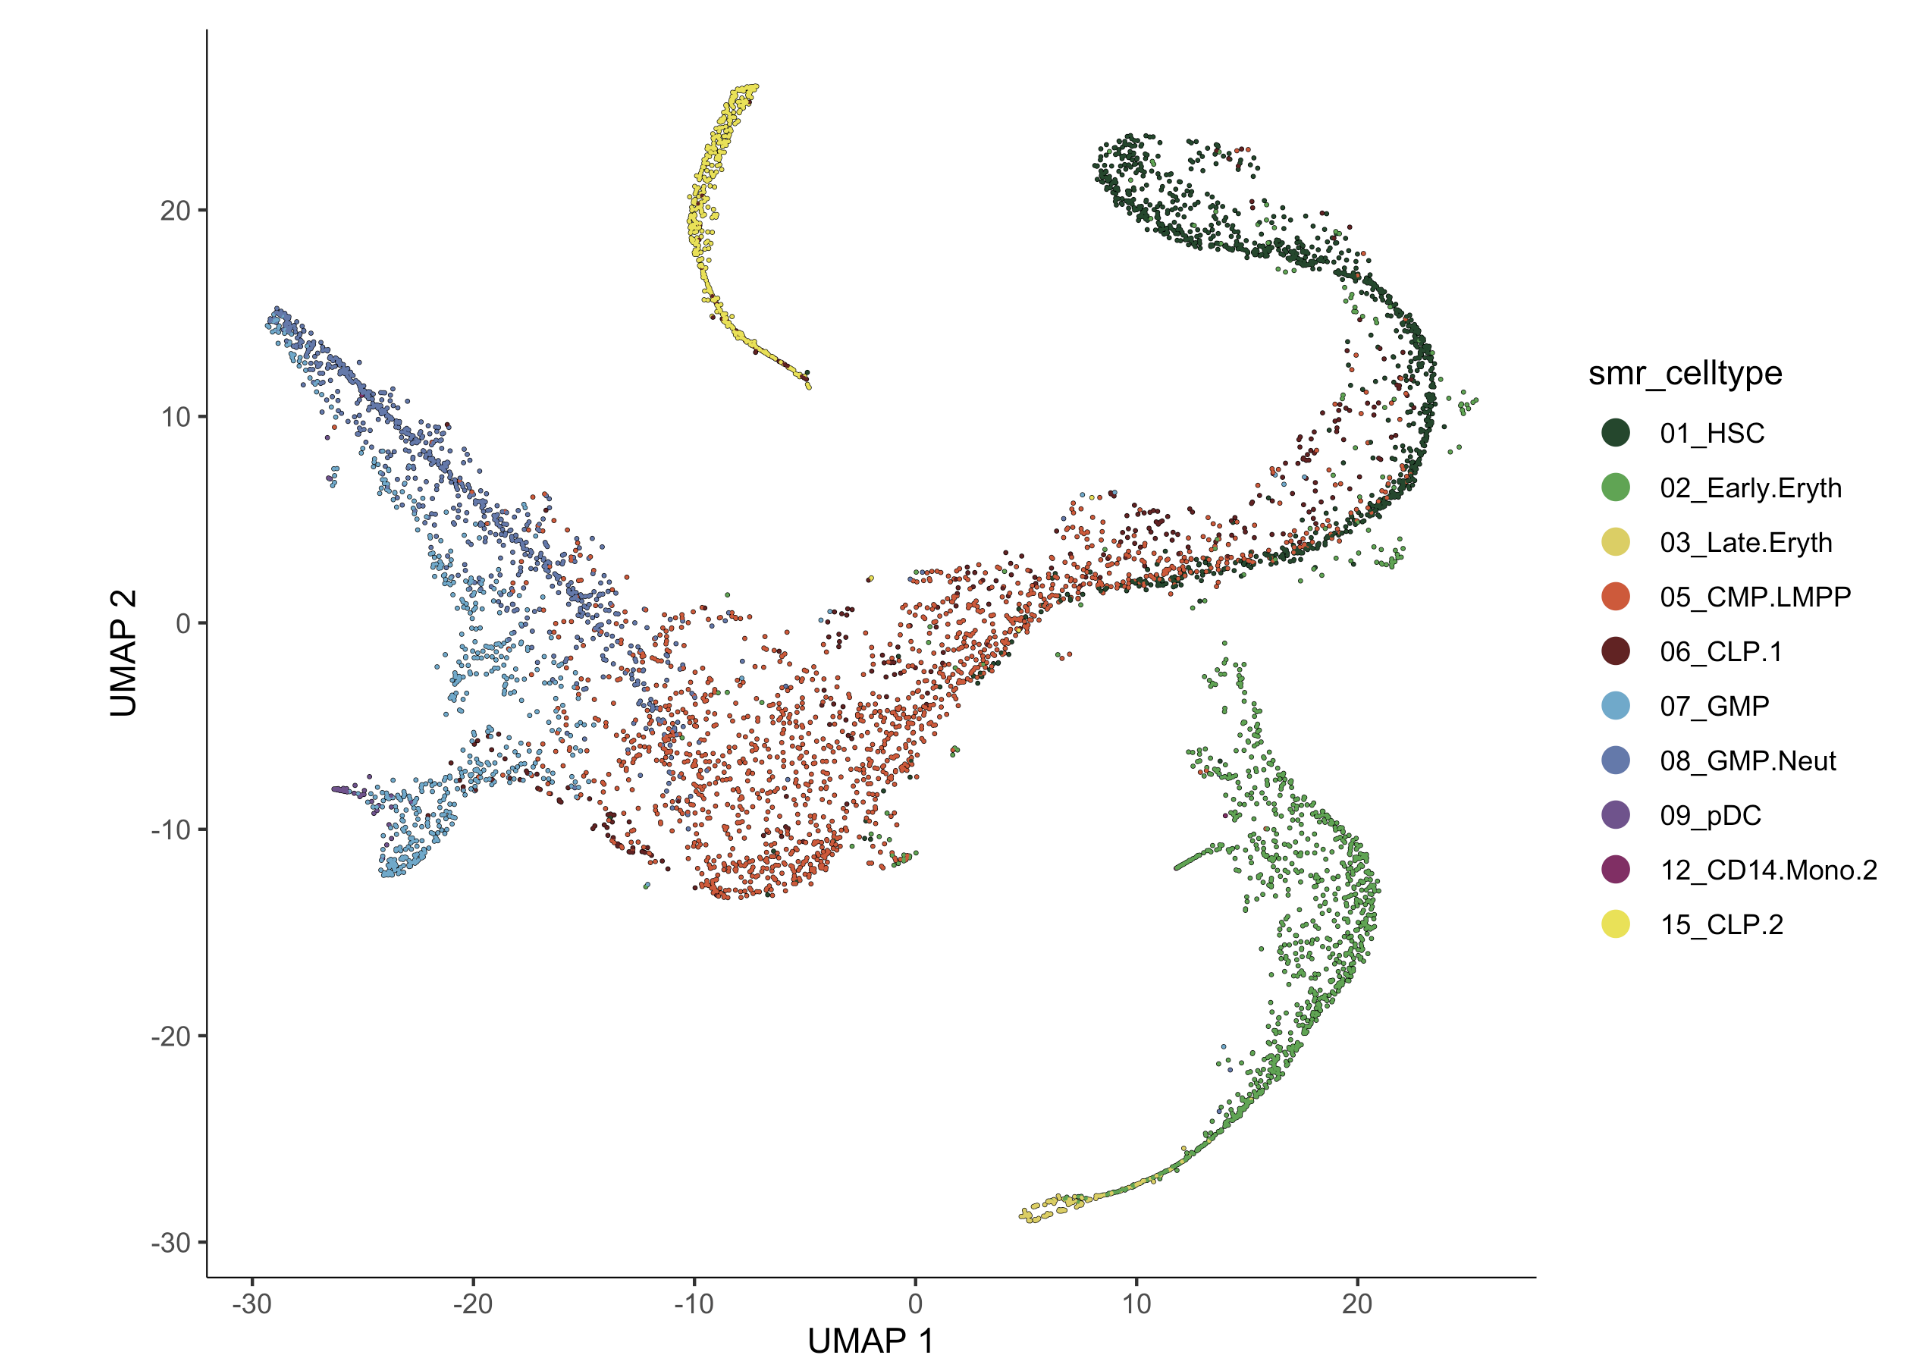 20
10
0
-10
-20
-30
UMAP 2
-30 -20 -10 0 10 20
UMAP 1
smr_celltype
01_HSC
02_Early.Eryth
03_Late.Eryth
05_CMP.LMPP
06_CLP.1
07_GMP
08_GMP.Neut
09_pDC
12_CD14.Mono.2
15_CLP.2